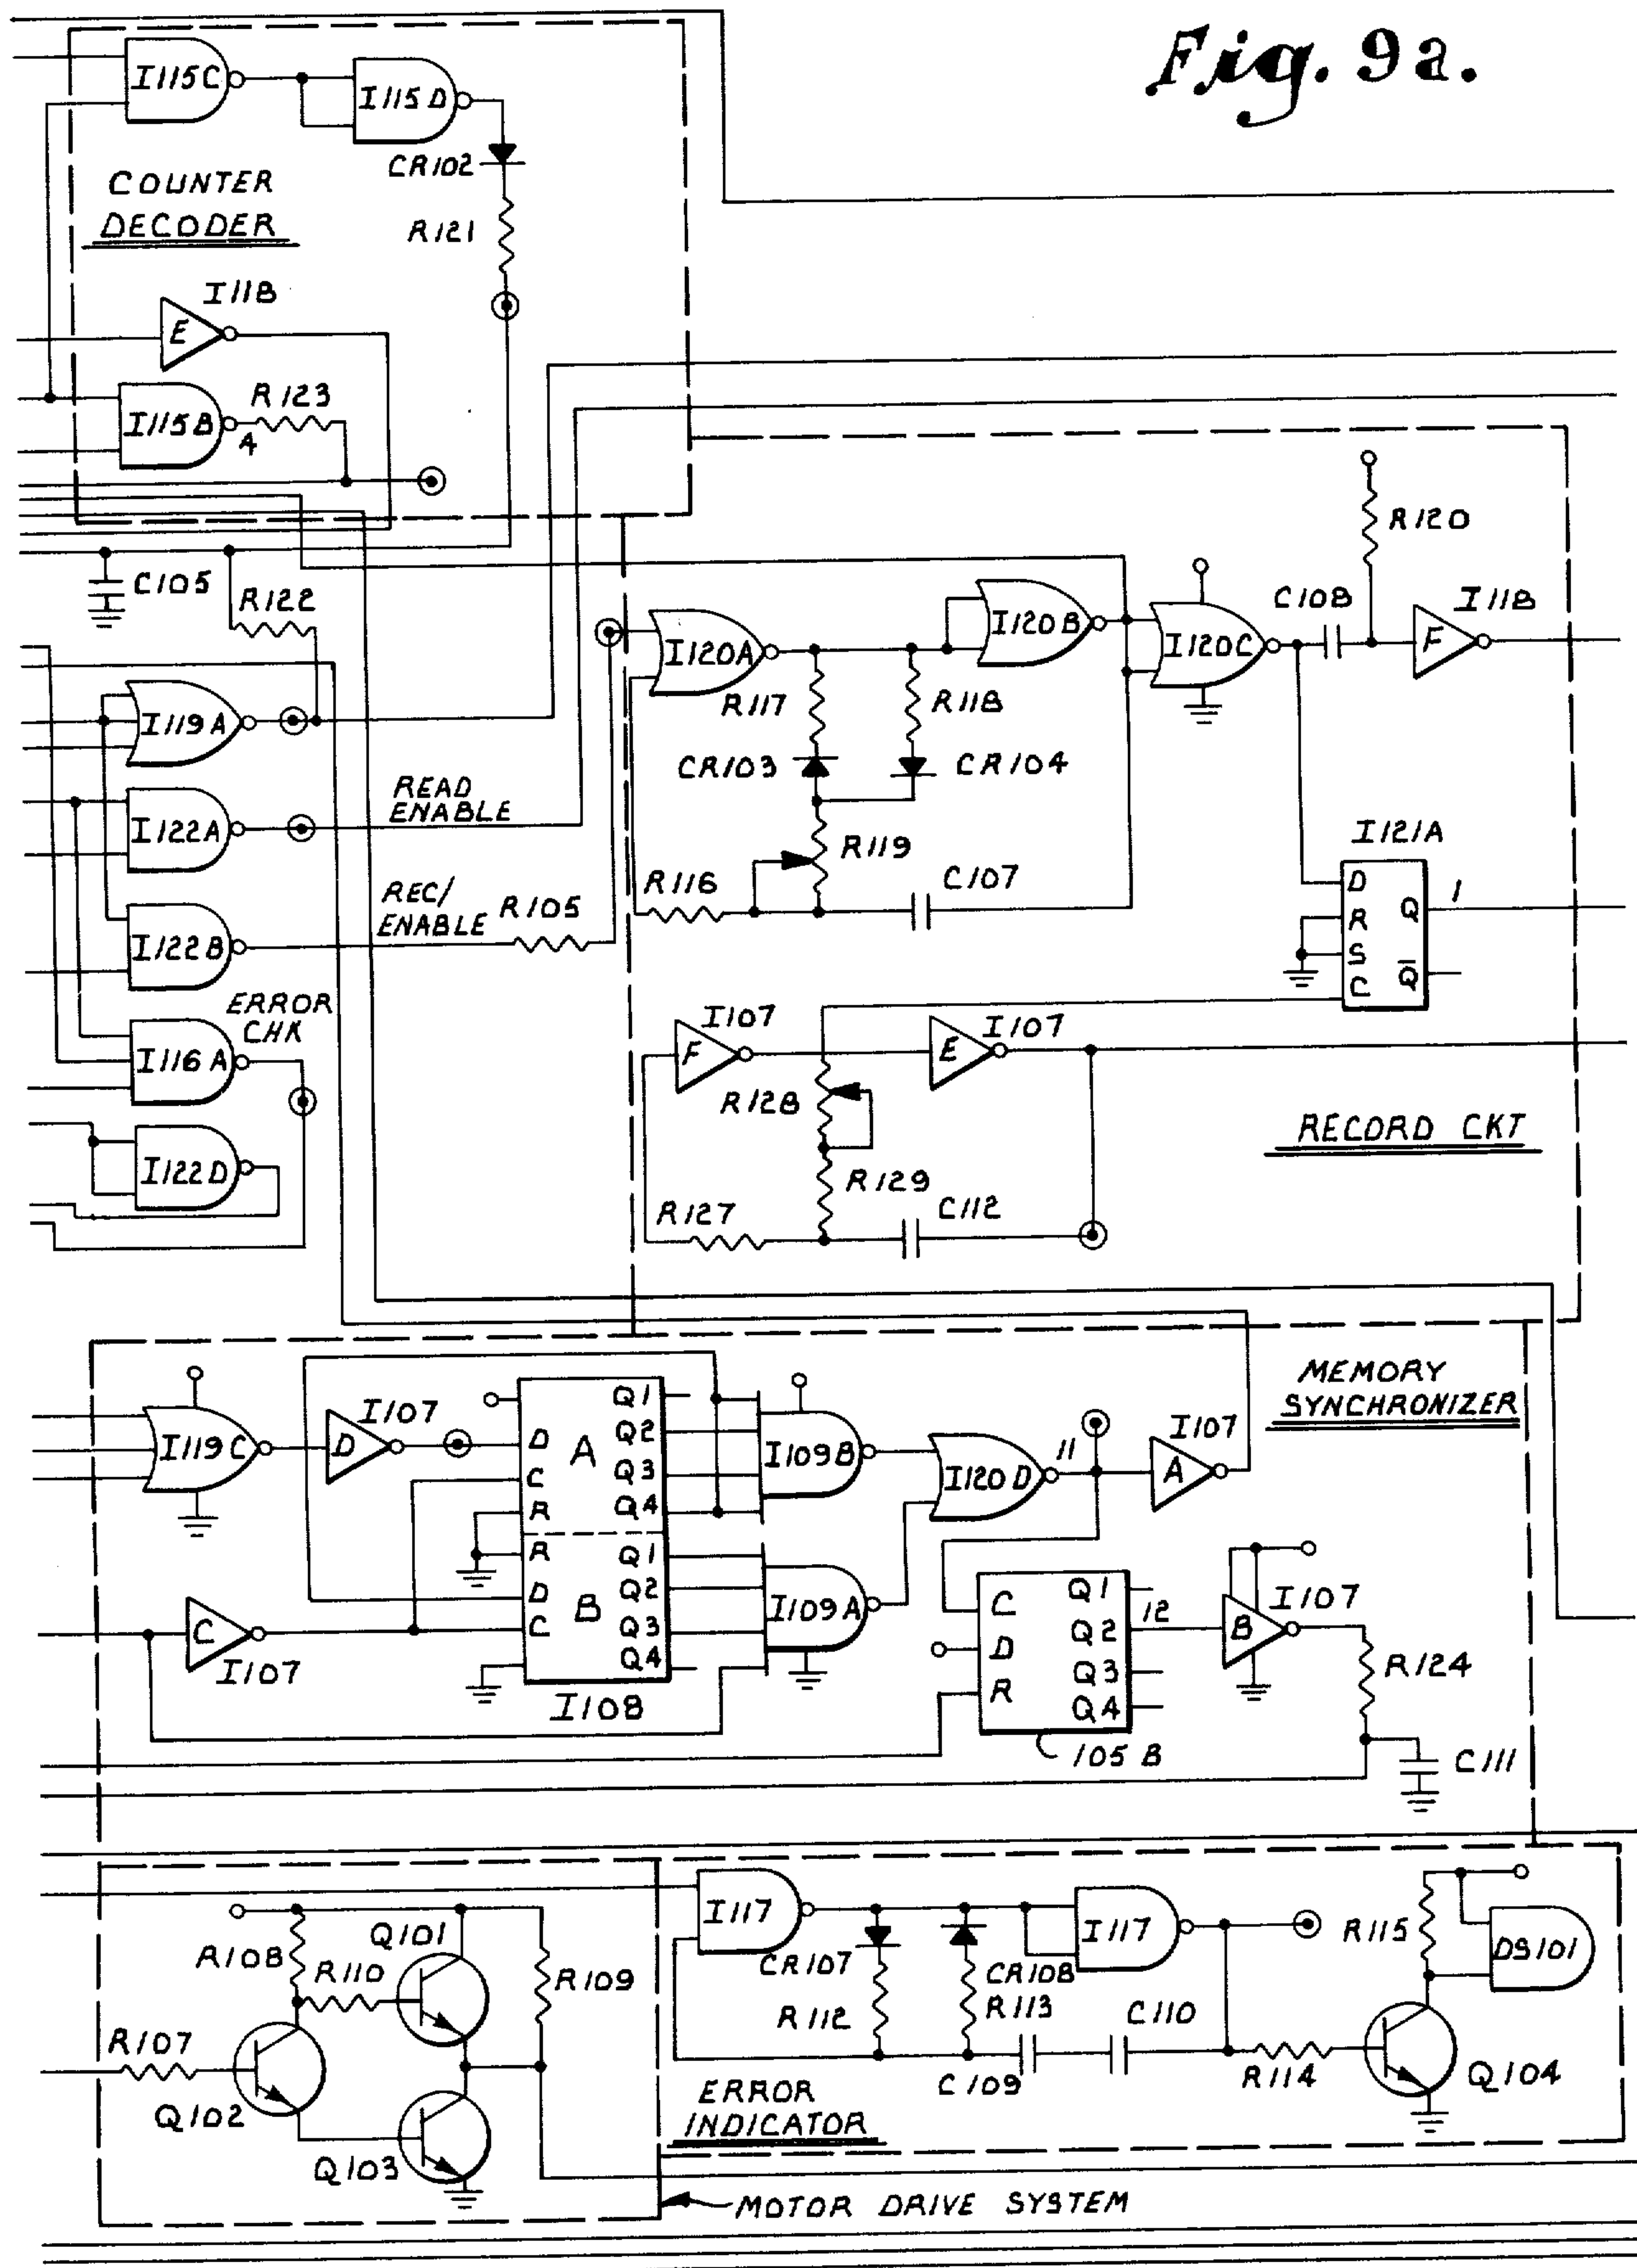 Fig. 9a.
I115C
I115D
CR102
COUNTER
DECODER
R121
I118
E
I115B
R123
4
R120
C105
R122
C108
I118
I120A
I120B
I120C
F
R117
R118
I119A
CR103
CR104
READ
ENABLE
I122A
R119
I121A
REC/
ENABLE
R105
R116
C107
D
R
S
C
Q
1
Q̅
I122B
ERROR
CHK
I107
F
I107
E
I116A
R128
RECORD CKT
I122D
R129
R127
C112
MEMORY
SYNCHRONIZER
I107
I119C
D
D
C
R
A
Q1
Q2
Q3
Q4
I109B
I120D
11
I107
A
R
D
C
B
Q1
Q2
Q3
Q4
I109A
C
I107
I108
C
D
R
Q1
Q2
Q3
Q4
12
I107
B
R124
105B
C111
I117
I117
Q101
R108
R110
R109
CR107
CR108
R115
DS101
R112
R113
C110
R107
C109
R114
Q104
Q102
ERROR
INDICATOR
Q103
MOTOR DRIVE SYSTEM